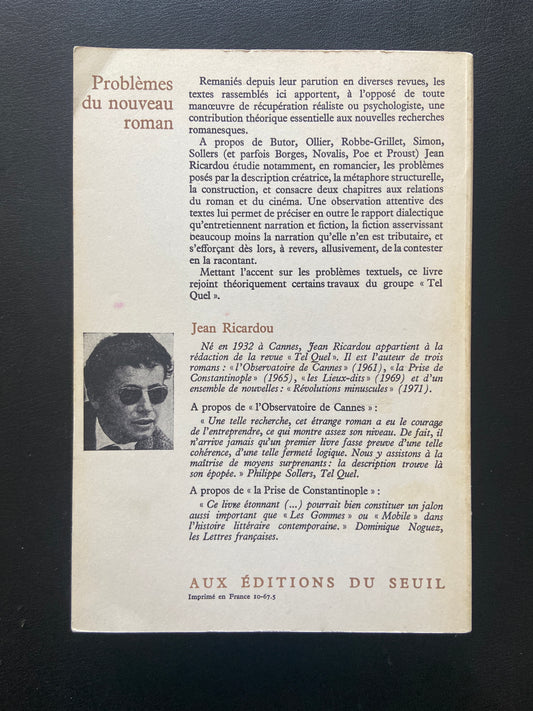 Problèmes
du nouveau
roman
Remaniés depuis leur parution en diverses revues, les
textes rassemblés ici apportent, à l'opposé de toute
manœuvre de récupération réaliste ou psychologiste, une
contribution théorique essentielle aux nouvelles recherches
romanesques.
A propos de Butor, Ollier, Robbe-Grillet, Simon,
Sollers (et parfois Borges, Novalis, Poe et Proust) Jean
Ricardou étudie notamment, en romancier, les problèmes
posés par la description créatrice, la métaphore structurelle,
la construction, et consacre deux chapitres aux relations
du roman et du cinéma. Une observation attentive des
textes lui permet de préciser en outre le rapport dialectique
qu'entretiennent narration et fiction, la fiction asservissant
beaucoup moins la narration qu'elle n'en est tributaire, et
s'efforçant dès lors, à revers, allusivement, de la contester
en la racontant.
Mettant l'accent sur les problèmes textuels, ce livre
rejoint théoriquement certains travaux du groupe « Tel
Quel ».
Jean Ricardou
Né en 1932 à Cannes, Jean Ricardou appartient à la
rédaction de la revue « Tel Quel ». Il est l'auteur de trois
romans : « l'Observatoire de Cannes » (1961), « la Prise de
Constantinople » (1965), « les Lieux-dits » (1969) et d'un
ensemble de nouvelles : « Révolutions minuscules » (1971).
A propos de « l'Observatoire de Cannes » :
« Une telle recherche, cet étrange roman a eu le courage
de l'entreprendre, ce qui montre assez son niveau. De fait, il
n'arrive jamais qu'un premier livre fasse preuve d'une telle
cohérence, d'une telle fermeté logique. Nous y assistons à la
maîtrise de moyens surprenants : la description trouve là
son épopée. » Philippe Sollers, Tel Quel.
A propos de « la Prise de Constantinople » :
« Ce livre étonnant (...) pourrait bien constituer un jalon
aussi important que « Les Gommes » ou « Mobile » dans
l'histoire littéraire contemporaine. » Dominique Noguez,
les Lettres françaises.
AUX ÉDITIONS DU SEUIL
Imprimé en France 10-67.5